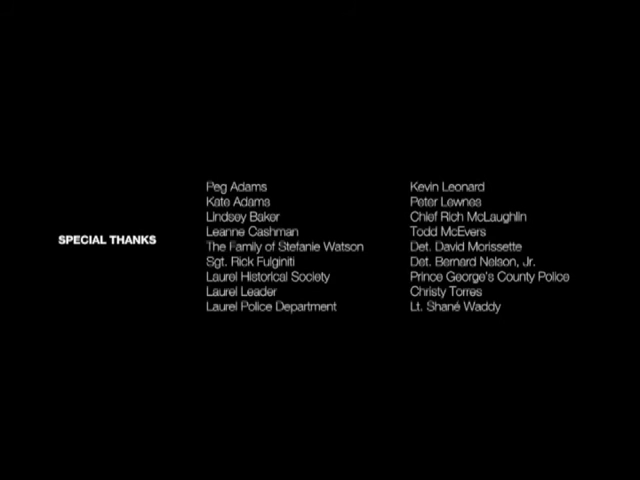 SPECIAL THANKS
Peg Adams
Kate Adams
Lindsey Baker
Leanne Cashman
The Family of Stefanie Watson
Sgt. Rick Fulginiti
Laurel Historical Society
Laurel Leader
Laurel Police Department
Kevin Leonard
Peter Lewnes
Chief Rich McLaughlin
Todd McEvers
Det. David Morissette
Det. Bernard Nelson, Jr.
Prince George's County Police
Christy Torres
Lt. Shané Waddy